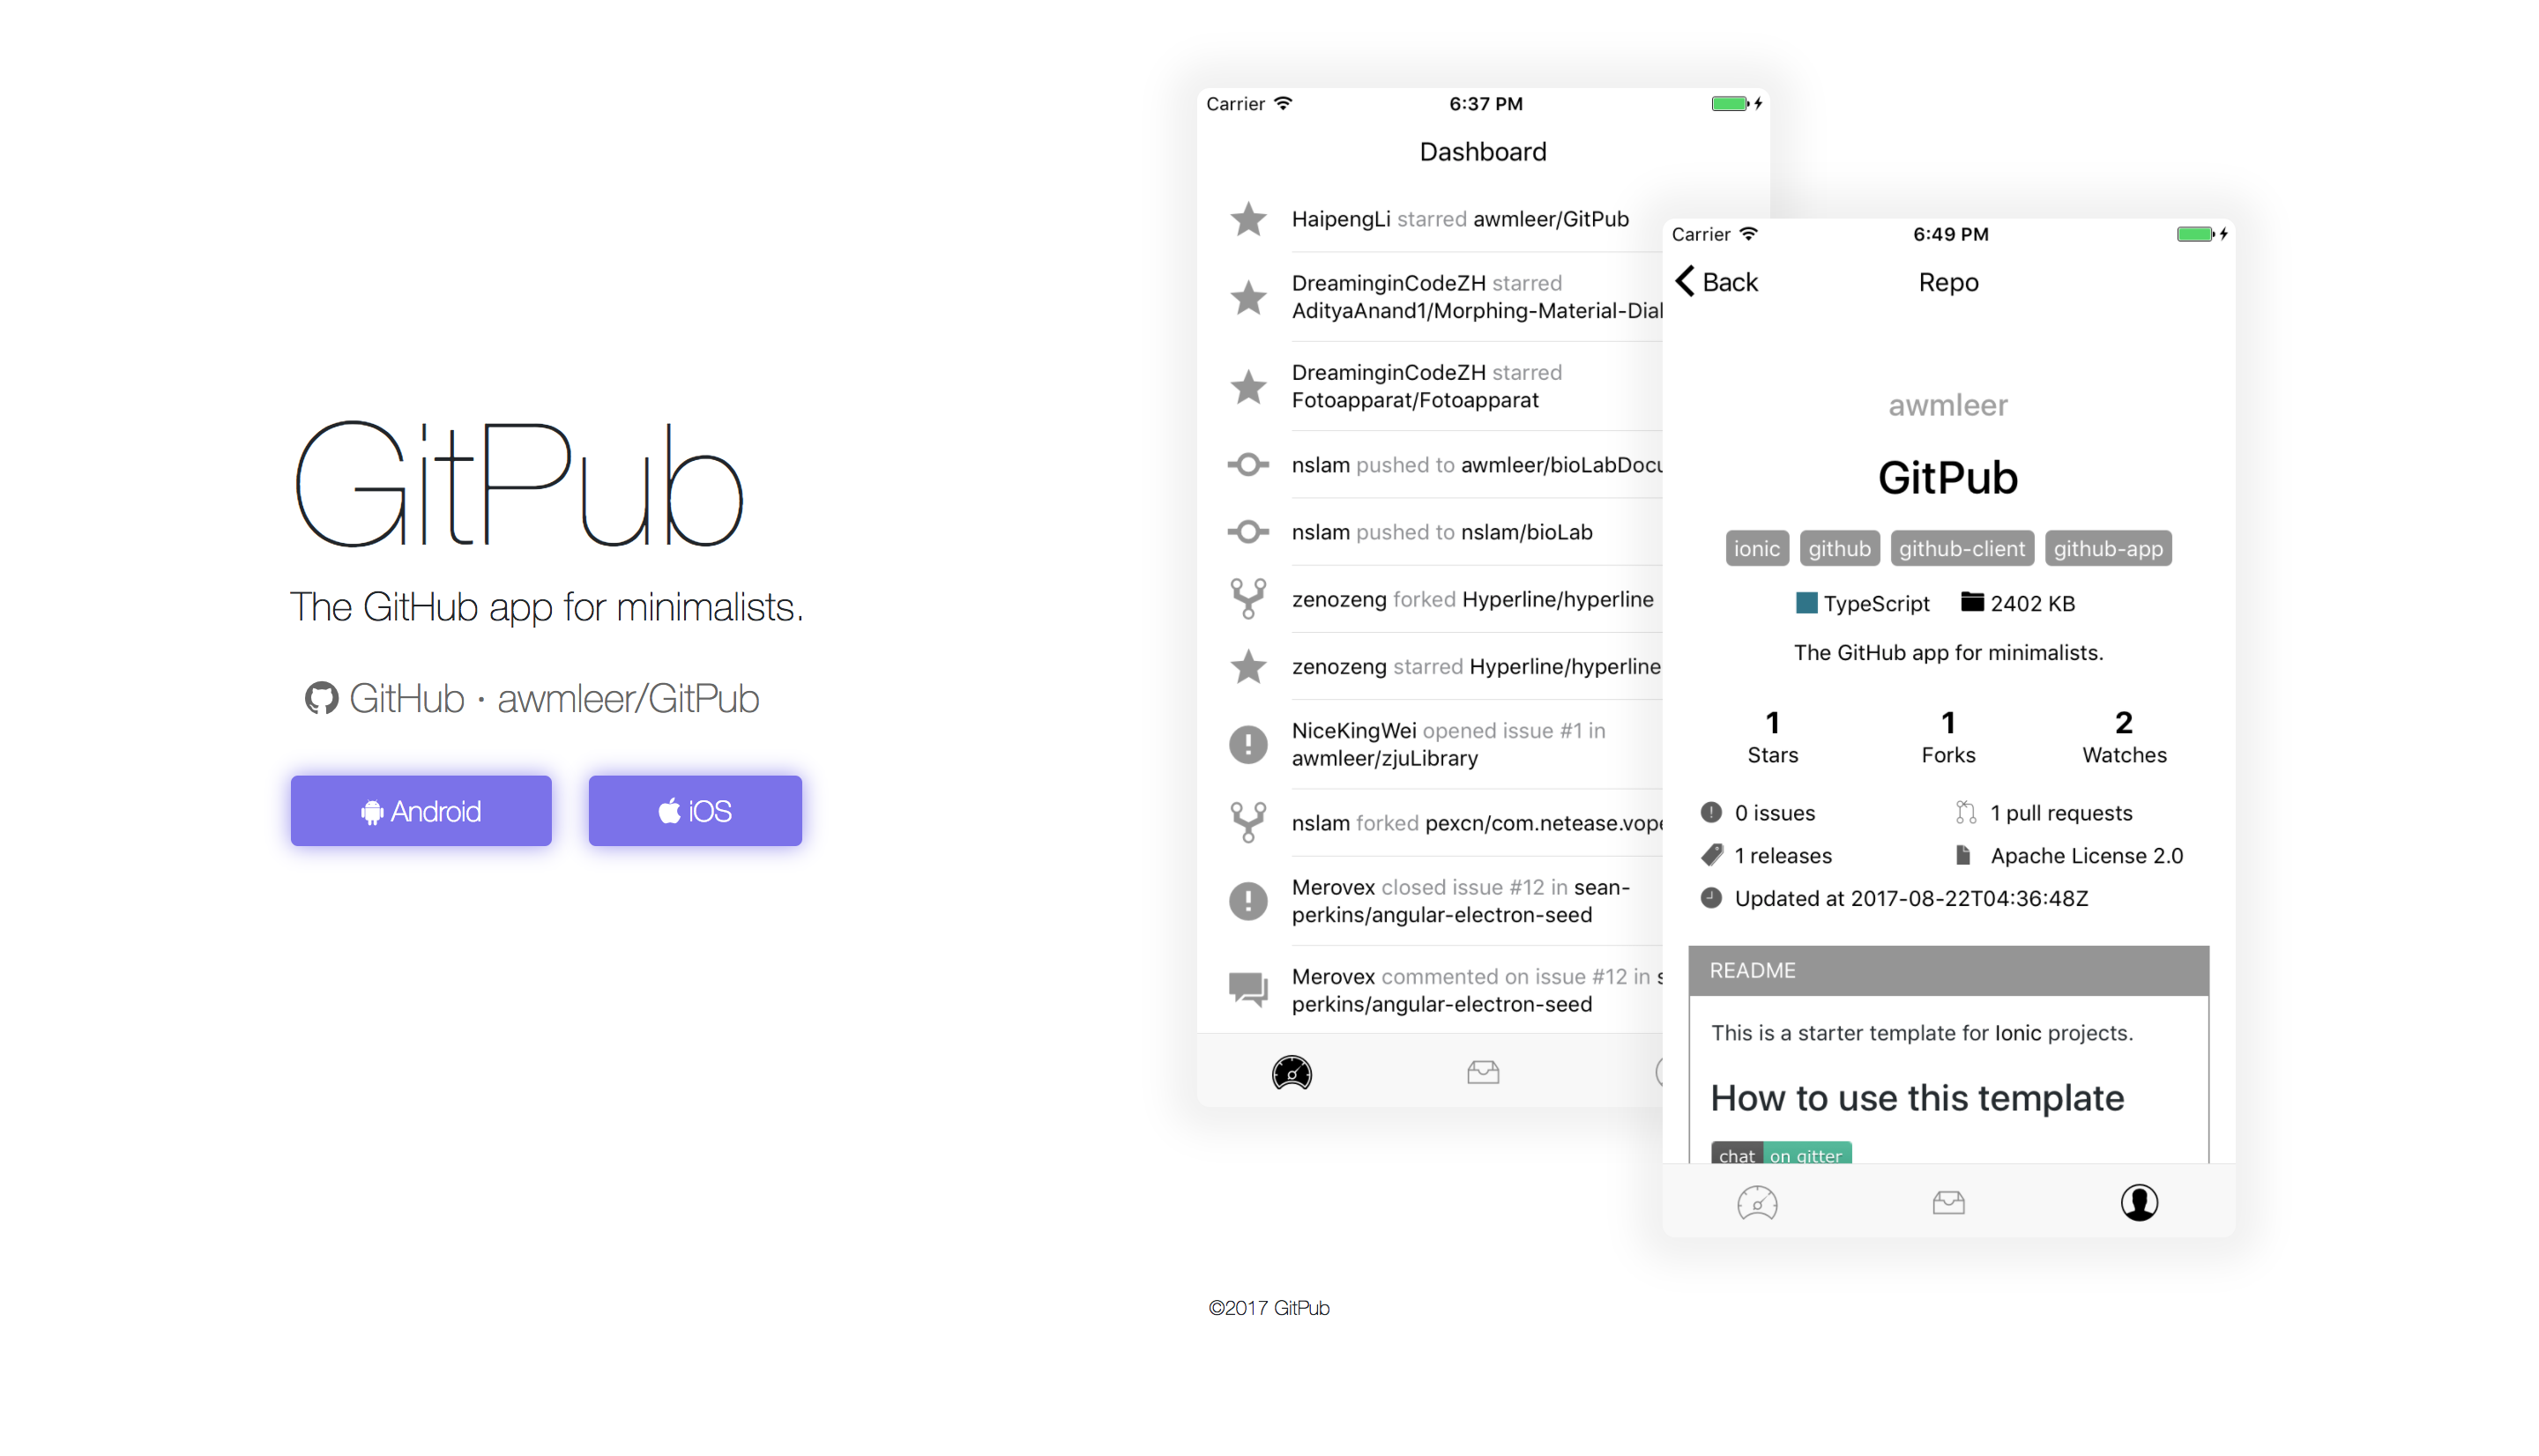 GitPub
The GitHub app for minimalists.
GitHub · awmleer/GitPub
Android
iOS
Carrier 6:37 PM
Dashboard
HaipengLi starred awmleer/GitPub
DreaminginCodeZH starred
AdityaAnand1/Morphing-Material-Dial
DreaminginCodeZH starred
Fotoapparat/Fotoapparat
nslam pushed to awmleer/bioLabDocu
nslam pushed to nslam/bioLab
zenozeng forked Hyperline/hyperline
zenozeng starred Hyperline/hyperline
NiceKingWei opened issue #1 in
awmleer/zjuLibrary
nslam forked pexcn/com.netease.vope
Merovex closed issue #12 in sean-
perkins/angular-electron-seed
Merovex commented on issue #12 in s
perkins/angular-electron-seed
Carrier 6:49 PM
Back Repo
awmleer
GitPub
ionic github github-client github-app
TypeScript 2402 KB
The GitHub app for minimalists.
1 1 2
Stars Forks Watches
0 issues 1 pull requests
1 releases Apache License 2.0
Updated at 2017-08-22T04:36:48Z
README
This is a starter template for Ionic projects.
How to use this template
chat on gitter
©2017 GitPub